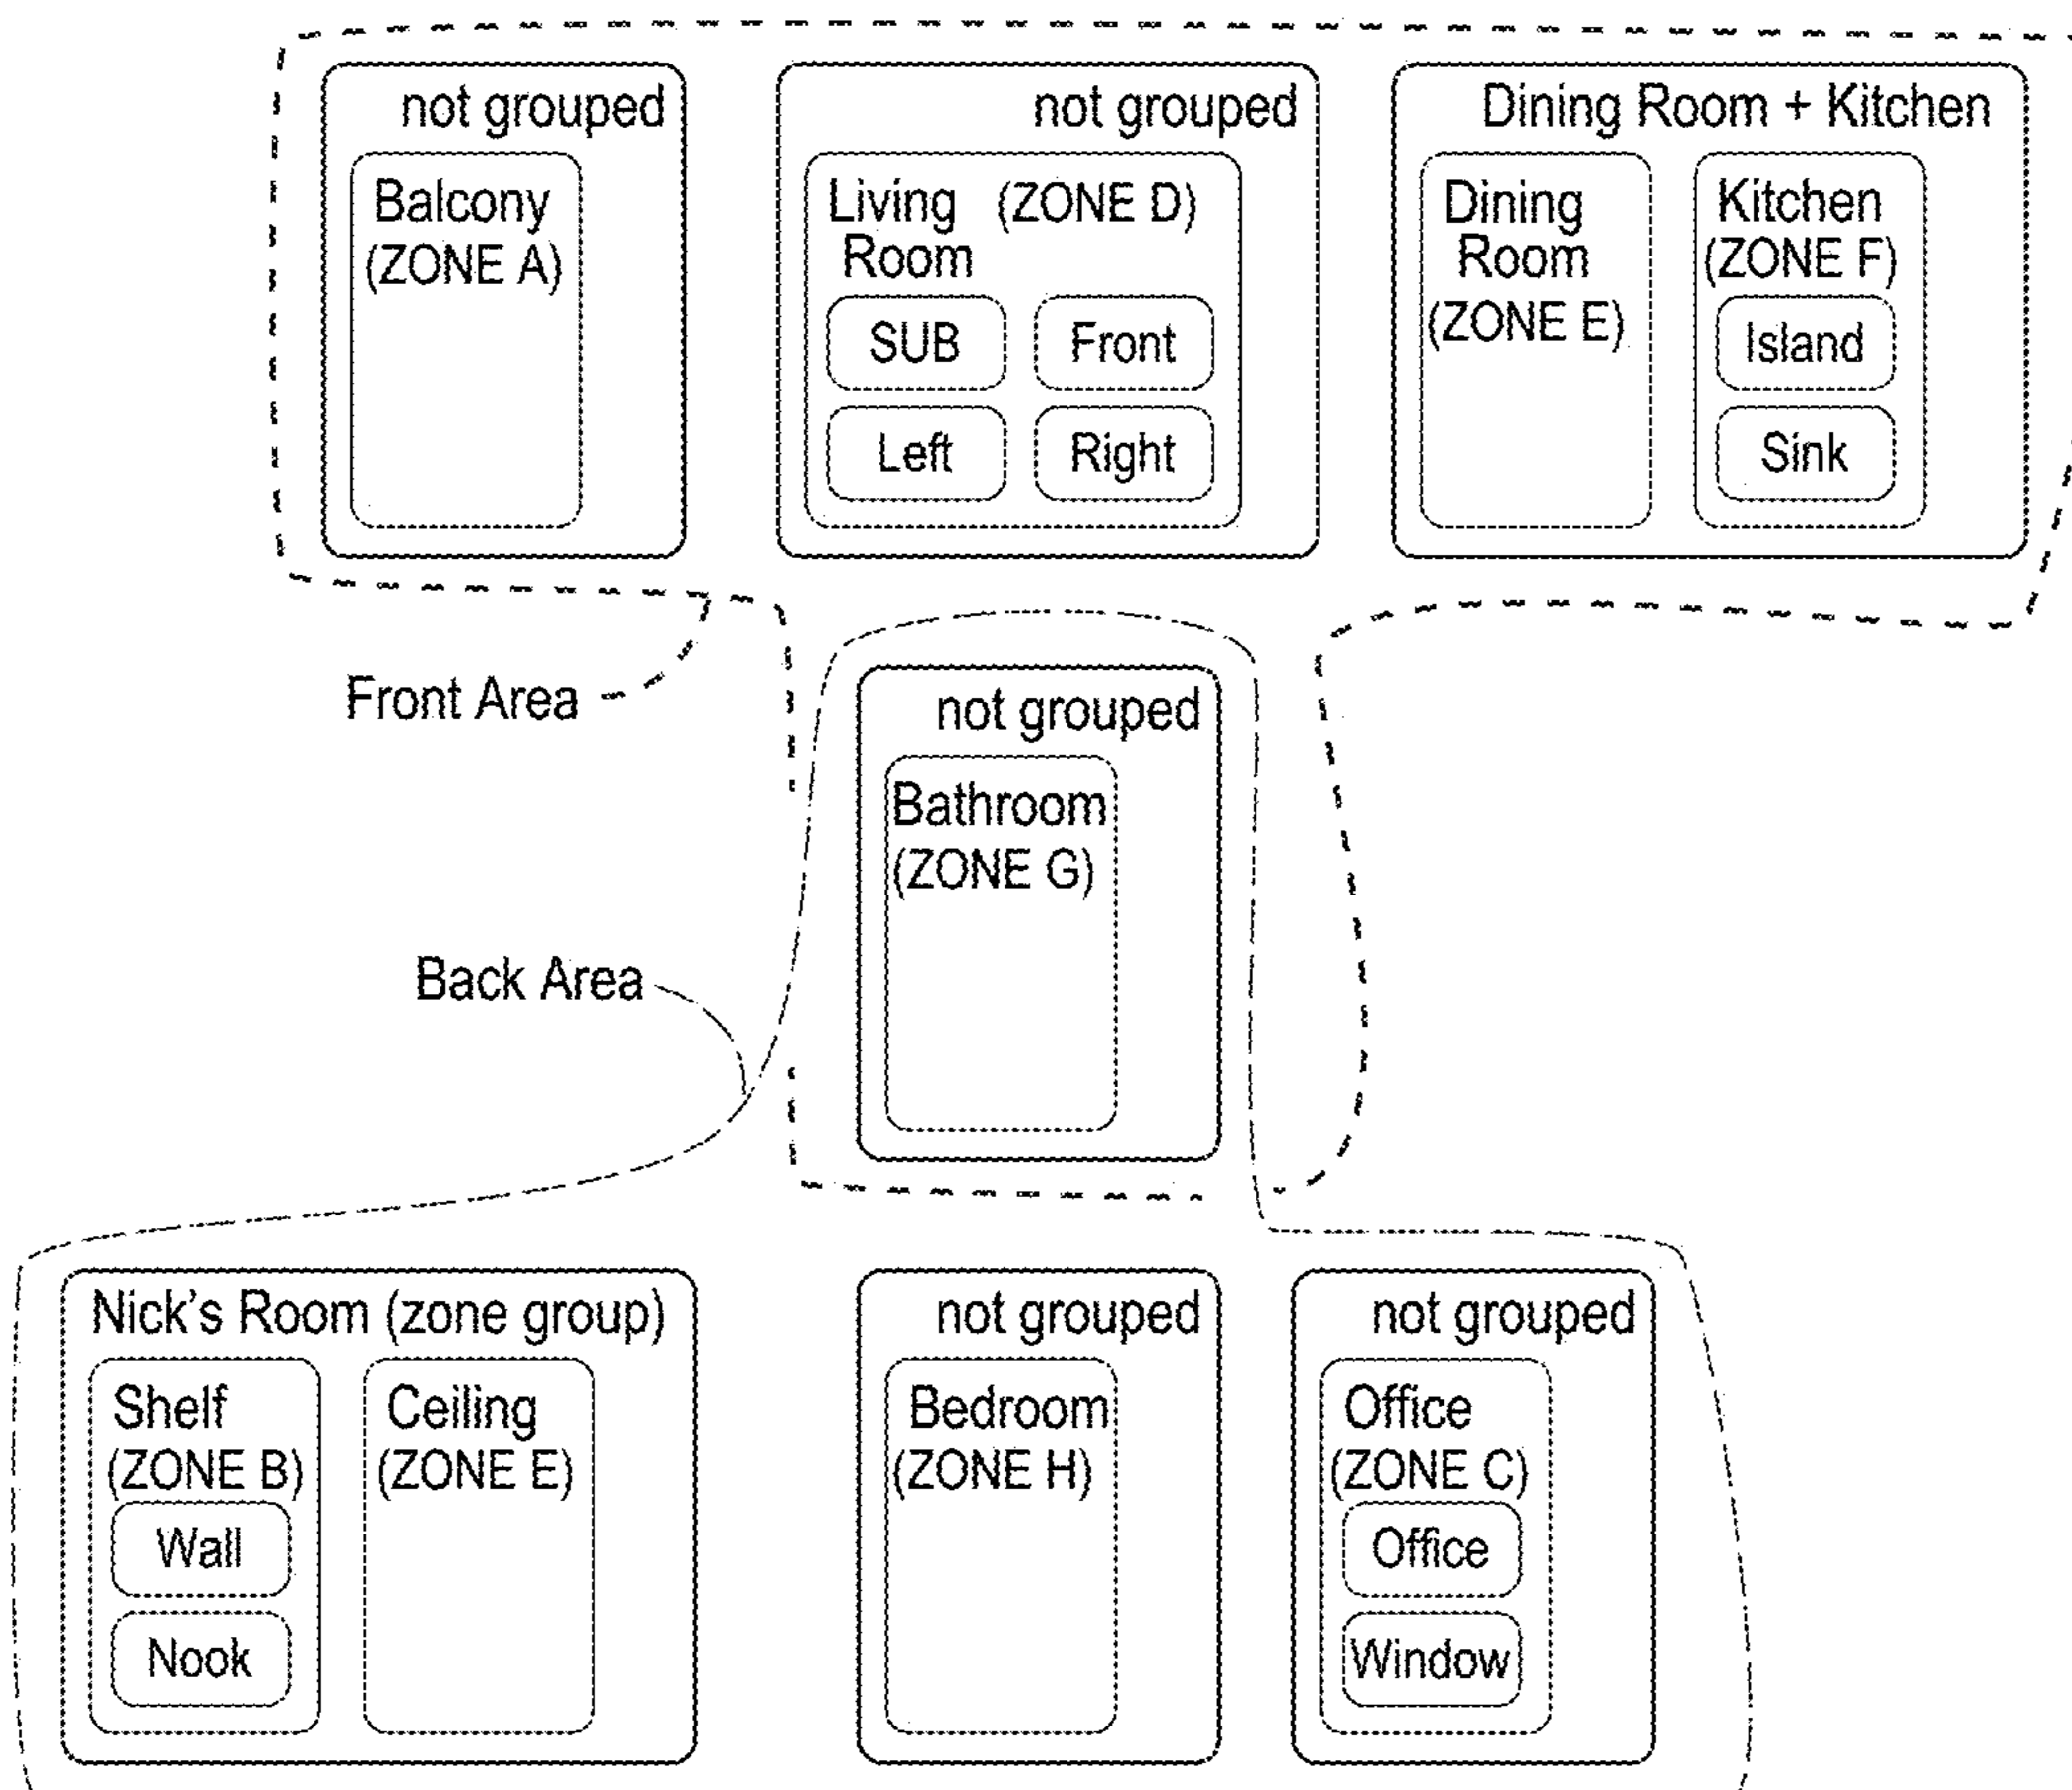 not grouped
Balcony
(ZONE A)
not grouped
Living (ZONE D)
Room
SUB
Front
Left
Right
Dining Room + Kitchen
Dining
Room
(ZONE E)
Kitchen
(ZONE F)
Island
Sink
Front Area
not grouped
Bathroom
(ZONE G)
Back Area
Nick's Room (zone group)
Shelf
(ZONE B)
Wall
Nook
Ceiling
(ZONE E)
not grouped
Bedroom
(ZONE H)
not grouped
Office
(ZONE C)
Office
Window